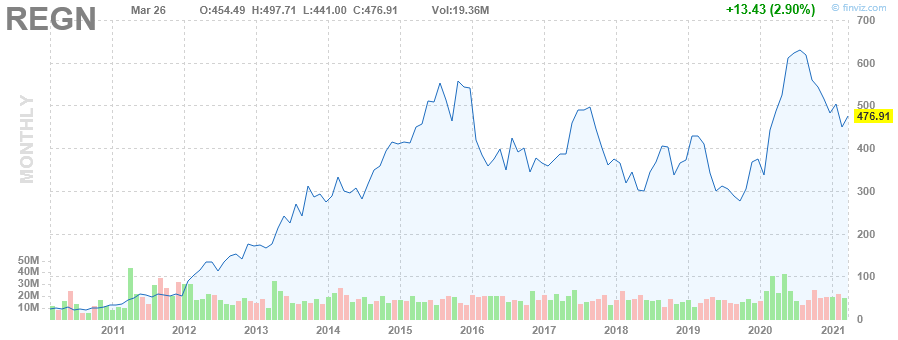 REGN Mar 26 O:454.49 H:497.71 L:441.00 C:476.91 Vol:19.36M +13.43 (2.90%) © finviz.com
MONTHLY
700
600
500
476.91
400
300
200
100
0
50M
40M
30M
20M
10M
2011 2012 2013 2014 2015 2016 2017 2018 2019 2020 2021